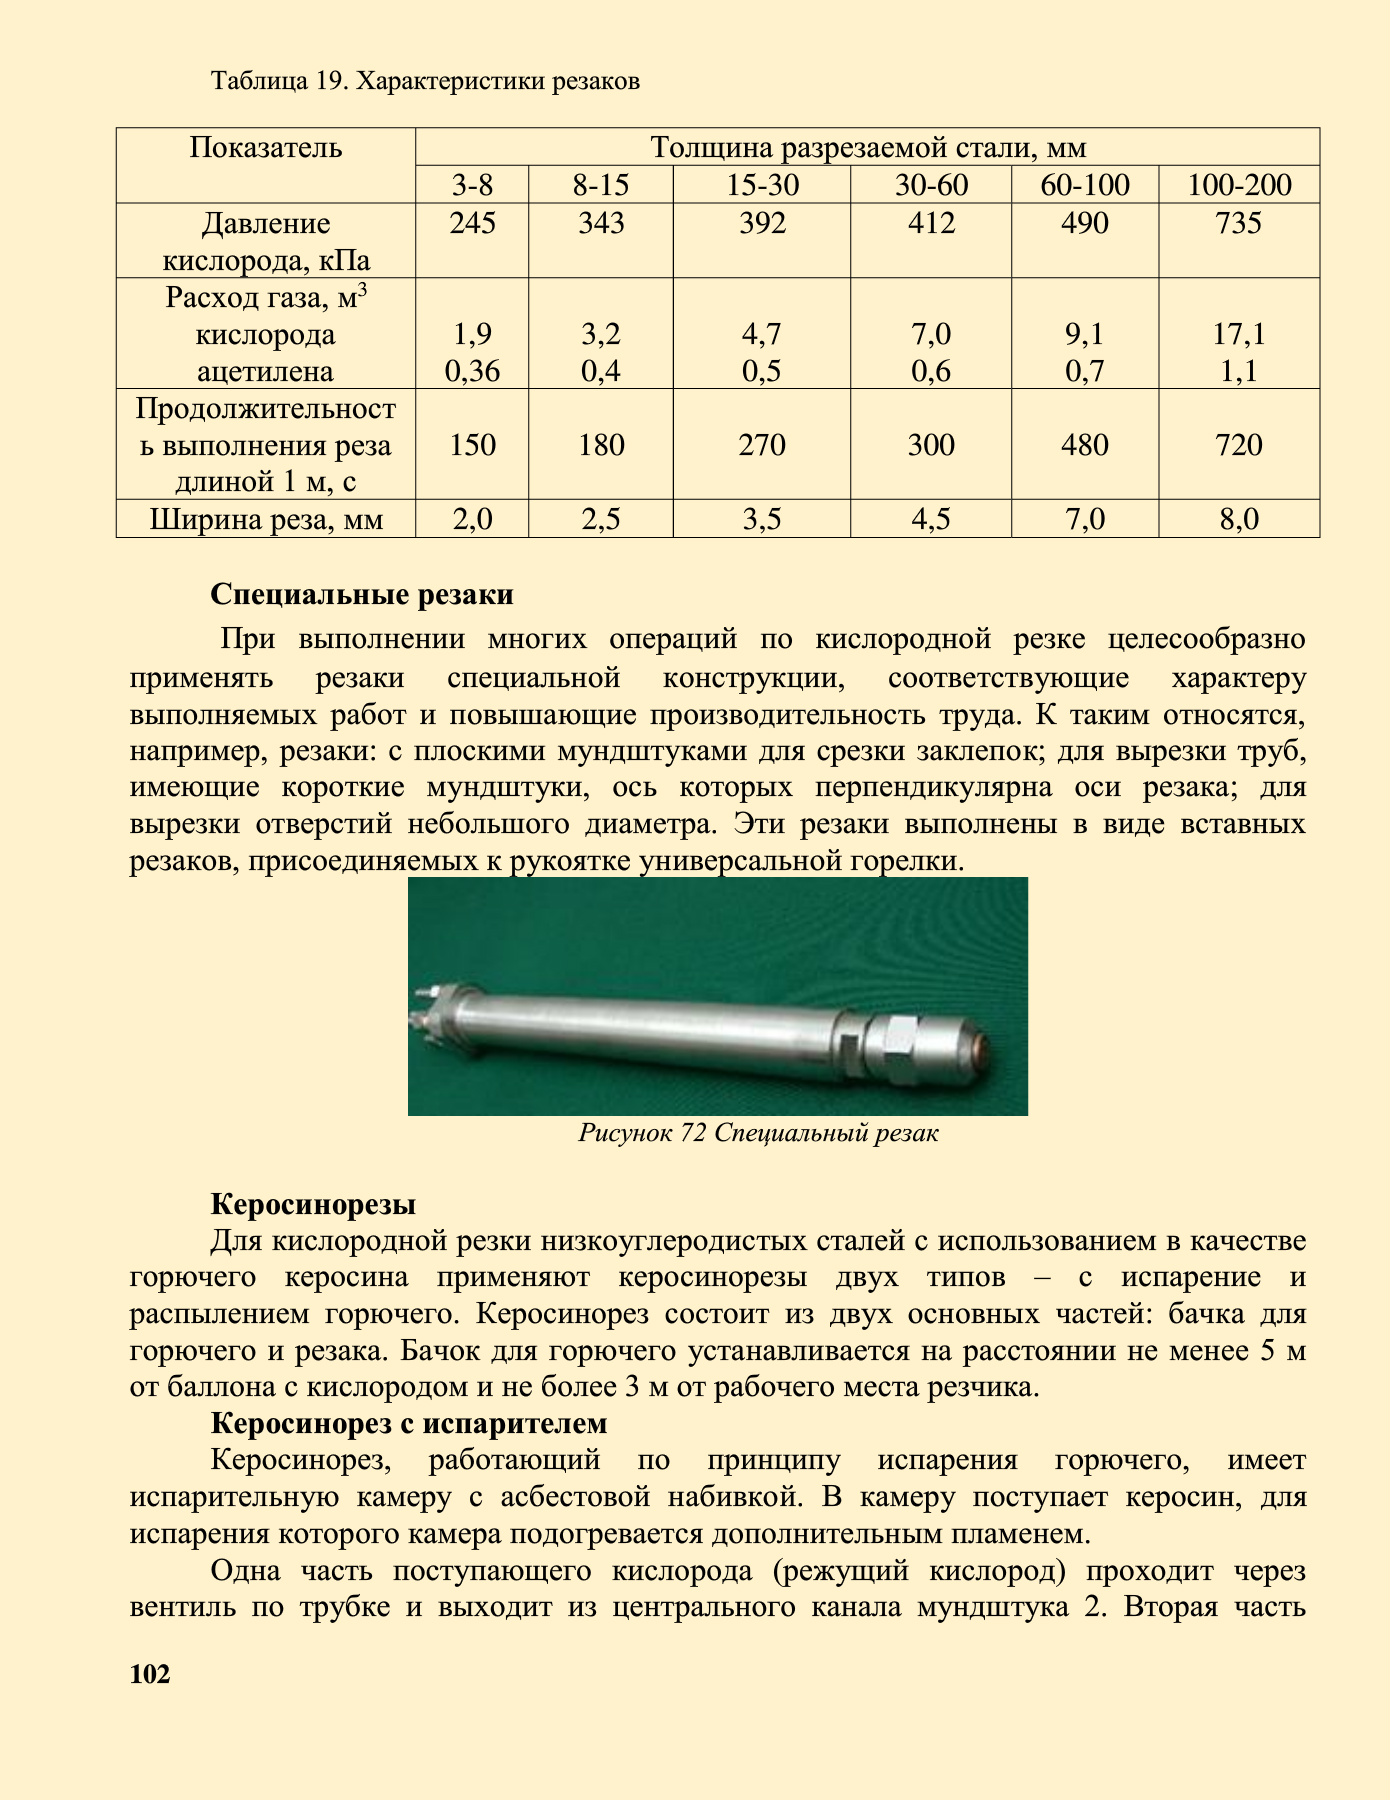 Таблица 19. Характеристики резаков
Показатель Толщина разрезаемой стали, мм
3-8 8-15 15-30 30-60 60-100 100-200
Давление 245 343 392 412 490 735
кислорода, кПа
Расход газа, м³
кислорода 1,9 3,2 4,7 7,0 9,1 17,1
ацетилена 0,36 0,4 0,5 0,6 0,7 1,1
Продолжительност
ь выполнения реза 150 180 270 300 480 720
длиной 1 м, с
Ширина реза, мм 2,0 2,5 3,5 4,5 7,0 8,0
Специальные резаки
При выполнении многих операций по кислородной резке целесообразно
применять резаки специальной конструкции, соответствующие характеру
выполняемых работ и повышающие производительность труда. К таким относятся,
например, резаки: с плоскими мундштуками для срезки заклепок; для вырезки труб,
имеющие короткие мундштуки, ось которых перпендикулярна оси резака; для
вырезки отверстий небольшого диаметра. Эти резаки выполнены в виде вставных
резаков, присоединяемых к рукоятке универсальной горелки.
Рисунок 72 Специальный резак
Керосинорезы
Для кислородной резки низкоуглеродистых сталей с использованием в качестве
горючего керосина применяют керосинорезы двух типов – с испарение и
распылением горючего. Керосинорез состоит из двух основных частей: бачка для
горючего и резака. Бачок для горючего устанавливается на расстоянии не менее 5 м
от баллона с кислородом и не более 3 м от рабочего места резчика.
Керосинорез с испарителем
Керосинорез, работающий по принципу испарения горючего, имеет
испарительную камеру с асбестовой набивкой. В камеру поступает керосин, для
испарения которого камера подогревается дополнительным пламенем.
Одна часть поступающего кислорода (режущий кислород) проходит через
вентиль по трубке и выходит из центрального канала мундштука 2. Вторая часть
102